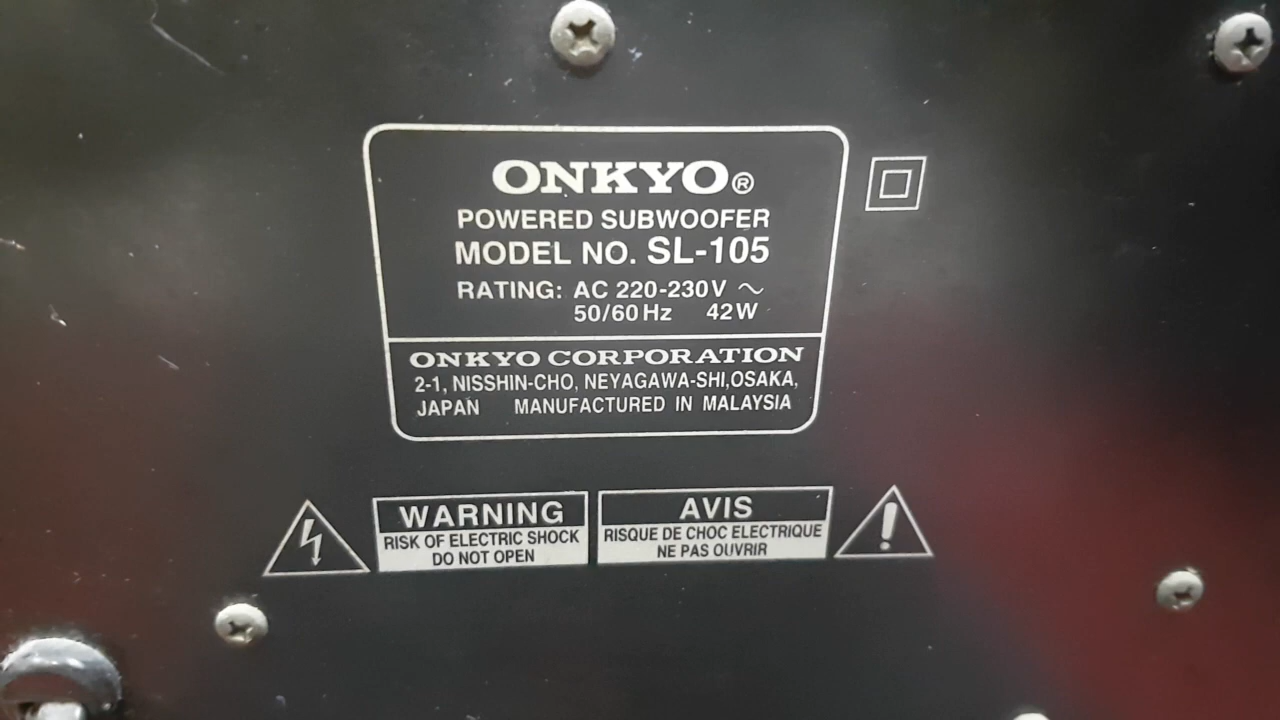 ONKYO®
POWERED SUBWOOFER
MODEL NO. SL-105
RATING: AC 220-230V ~
50/60Hz 42W
ONKYO CORPORATION
2-1, NISSHIN-CHO, NEYAGAWA-SHI,OSAKA,
JAPAN MANUFACTURED IN MALAYSIA
WARNING
RISK OF ELECTRIC SHOCK
DO NOT OPEN
AVIS
RISQUE DE CHOC ELECTRIQUE
NE PAS OUVRIR